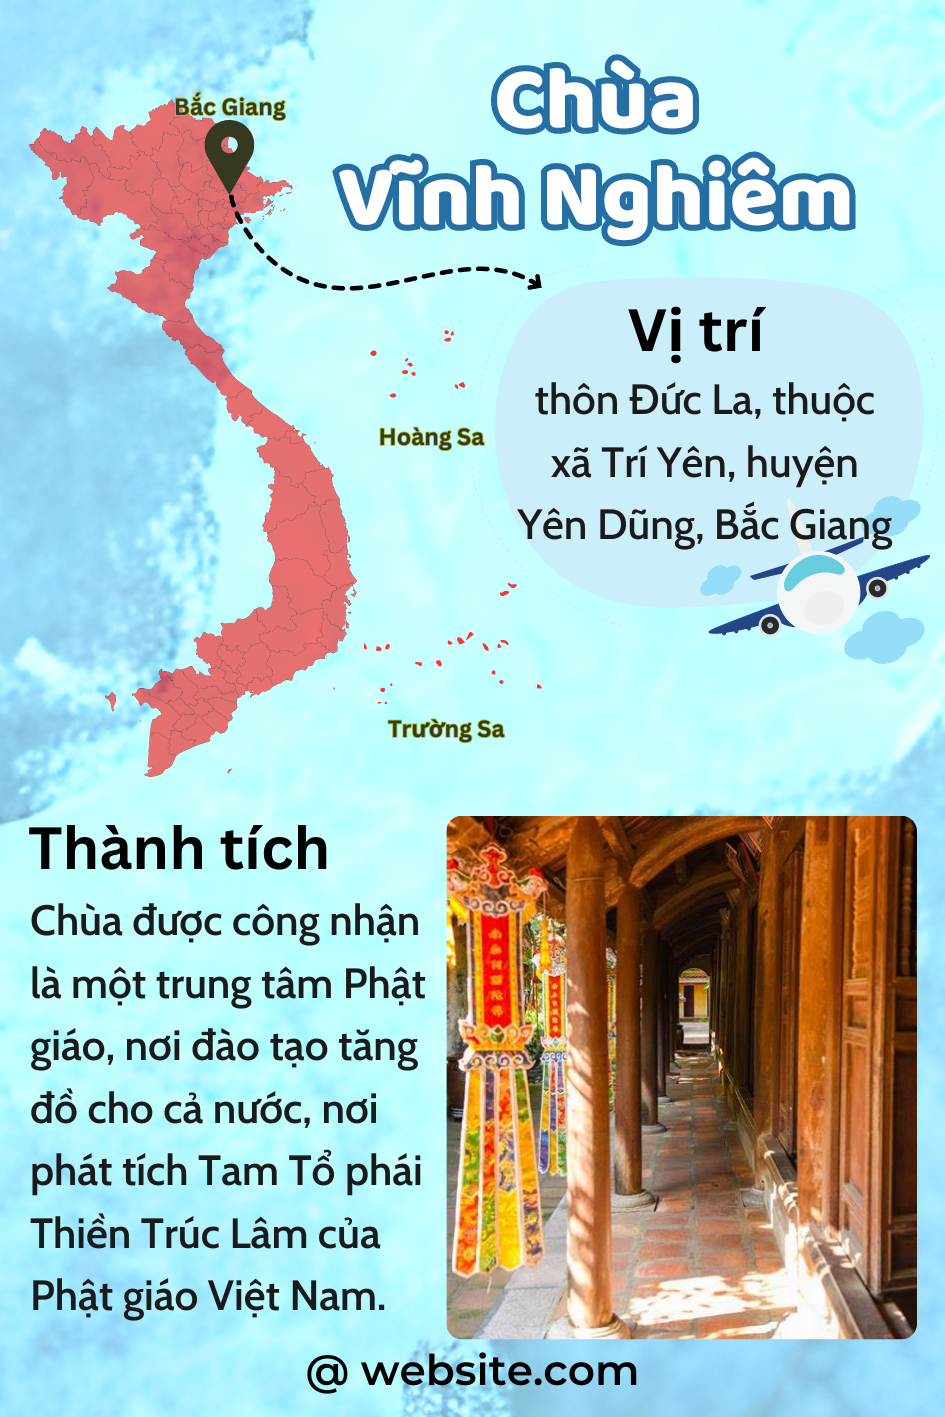 Chùa
Vĩnh Nghiêm
Bắc Giang
Vị trí
thôn Đức La, thuộc
xã Trí Yên, huyện
Yên Dũng, Bắc Giang
Hoàng Sa
Trường Sa
Thành tích
Chùa được công nhận
là một trung tâm Phật
giáo, nơi đào tạo tăng
đồ cho cả nước, nơi
phát tích Tam Tổ phái
Thiền Trúc Lâm của
Phật giáo Việt Nam.
@ website.com